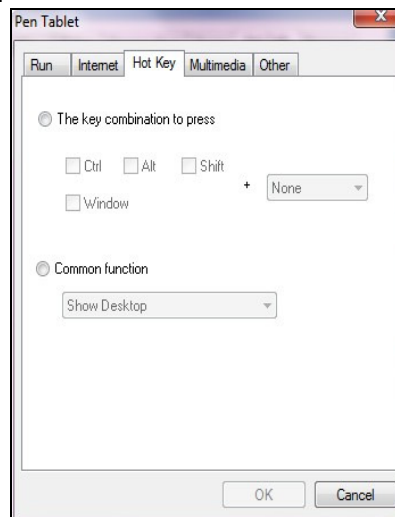 Pen Tablet
Run Internet Hot Key Multimedia Other
The key combination to press
Ctrl Alt Shift
+ None
Window
Common function
Show Desktop
OK Cancel